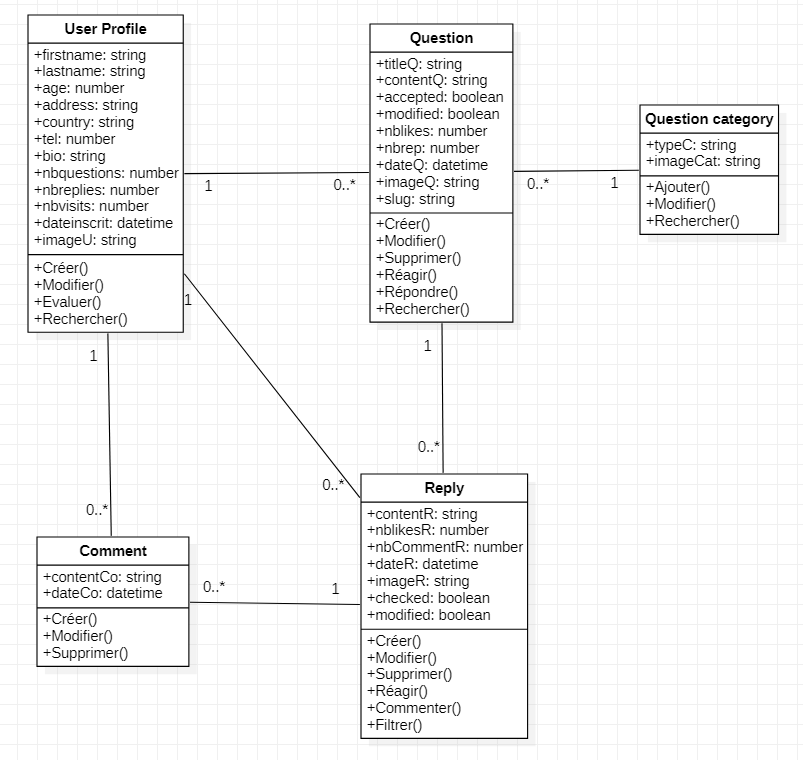 User Profile
+firstname: string
+lastname: string
+age: number
+address: string
+country: string
+tel: number
+bio: string
+nbquestions: number
+nbreplies: number
+nbvisits: number
+dateinscrit: datetime
+imageU: string
+Créer()
+Modifier()
+Evaluer()
+Rechercher()
Question
+titleQ: string
+contentQ: string
+accepted: boolean
+modified: boolean
+nblikes: number
+nbrep: number
+dateQ: datetime
+imageQ: string
+slug: string
+Créer()
+Modifier()
+Supprimer()
+Réagir()
+Répondre()
+Rechercher()
Question category
+typeC: string
+imageCat: string
+Ajouter()
+Modifier()
+Rechercher()
1
0..*
0..*
1
1
1
1
0..*
0..*
0..*
Comment
+contentCo: string
+dateCo: datetime
+Créer()
+Modifier()
+Supprimer()
0..*
1
Reply
+contentR: string
+nblikesR: number
+nbCommentR: number
+dateR: datetime
+imageR: string
+checked: boolean
+modified: boolean
+Créer()
+Modifier()
+Supprimer()
+Réagir()
+Commenter()
+Filtrer()